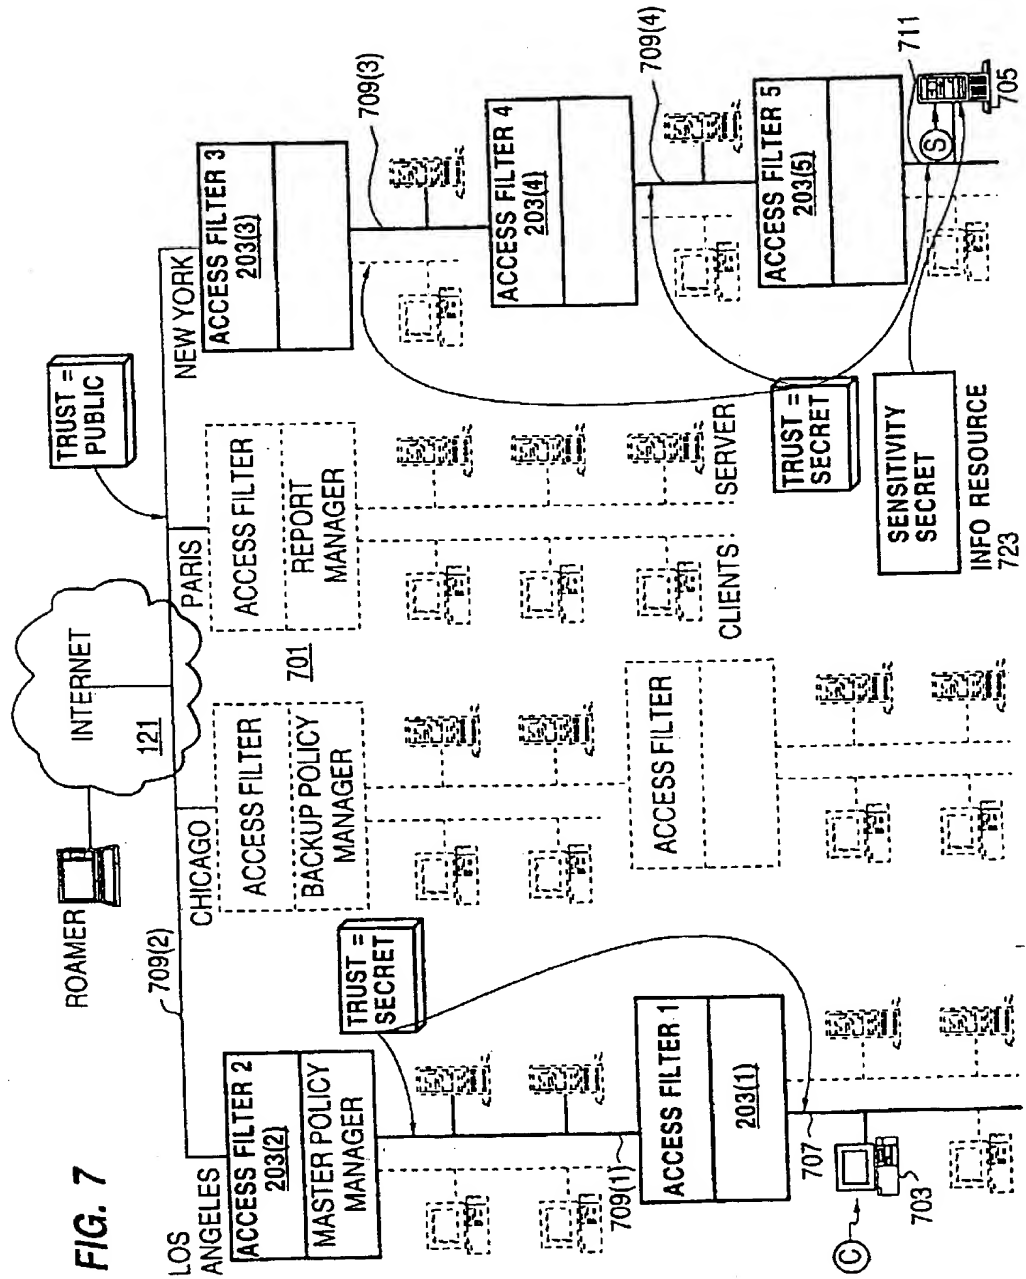 FIG. 7
ROAMER
INTERNET
121
709(2)
TRUST =
PUBLIC
LOS
ANGELES
CHICAGO
PARIS
NEW YORK
ACCESS FILTER 2
203(2)
MASTER POLICY
MANAGER
ACCESS FILTER
BACKUP POLICY
MANAGER
701
ACCESS FILTER
REPORT
MANAGER
ACCESS FILTER 3
203(3)
709(3)
TRUST =
SECRET
709(1)
ACCESS FILTER 4
203(4)
709(4)
ACCESS FILTER 1
203(1)
ACCESS FILTER
CLIENTS
SERVER
TRUST =
SECRET
ACCESS FILTER 5
203(5)
711
707
C
703
SENSITIVITY
SECRET
INFO RESOURCE
723
S
705